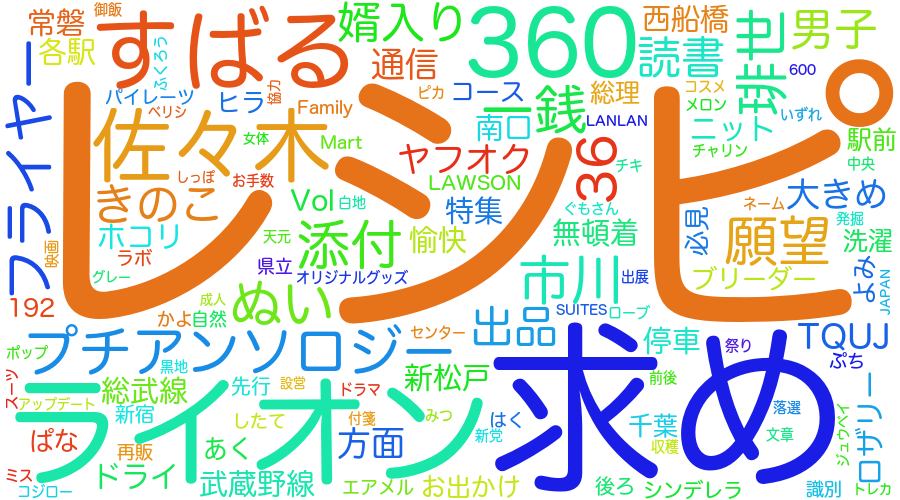 常磐
御飯
すばる
婿入り
360
西船橋
排出
男子
各駅
ふくろう
通信
読書
600
ピカ
コスメ
フライヤー
パイレーツ
ヒラ
協力
コース
一銭
総理
メロン
いずれ
ベリシ
Family
南口
LANLAN
ニット
レシピ
佐々木
女体
Mart
ヤフオク
36
チキ
チャリン
駅前
しっぽ
お手数
LAWSON
中央
きのこ
Vol
白地
特集
ぐもさん
ネーム
大きめ
ホコリ
天元
添付
愉快
無頓着
必見
願望
発掘
洗濯
映画
ラボ
グレー
県立
オリジナルグッズ
市川
出展
ブリーダー
よみ
JAPAN
192
かよ
成人
自然
ぬい
SUITES
ローブ
出品
ポップ
プチアンソロジー
黒地
センター
求め
停車
祭り
TQUJ
ぷち
スーツ
ライオン
総武線
先行
設営
ドラマ
新松戸
前後
アップデート
新宿
したて
付箋
みつ
はく
千葉
落選
ジュウベイ
ロザリー
ぱな
再販
あく
方面
新党
収穫
文章
ミス
コジロー
ドライ
武蔵野線
エアメル
お出かけ
後ろ
シンデレラ
識別
トレカ